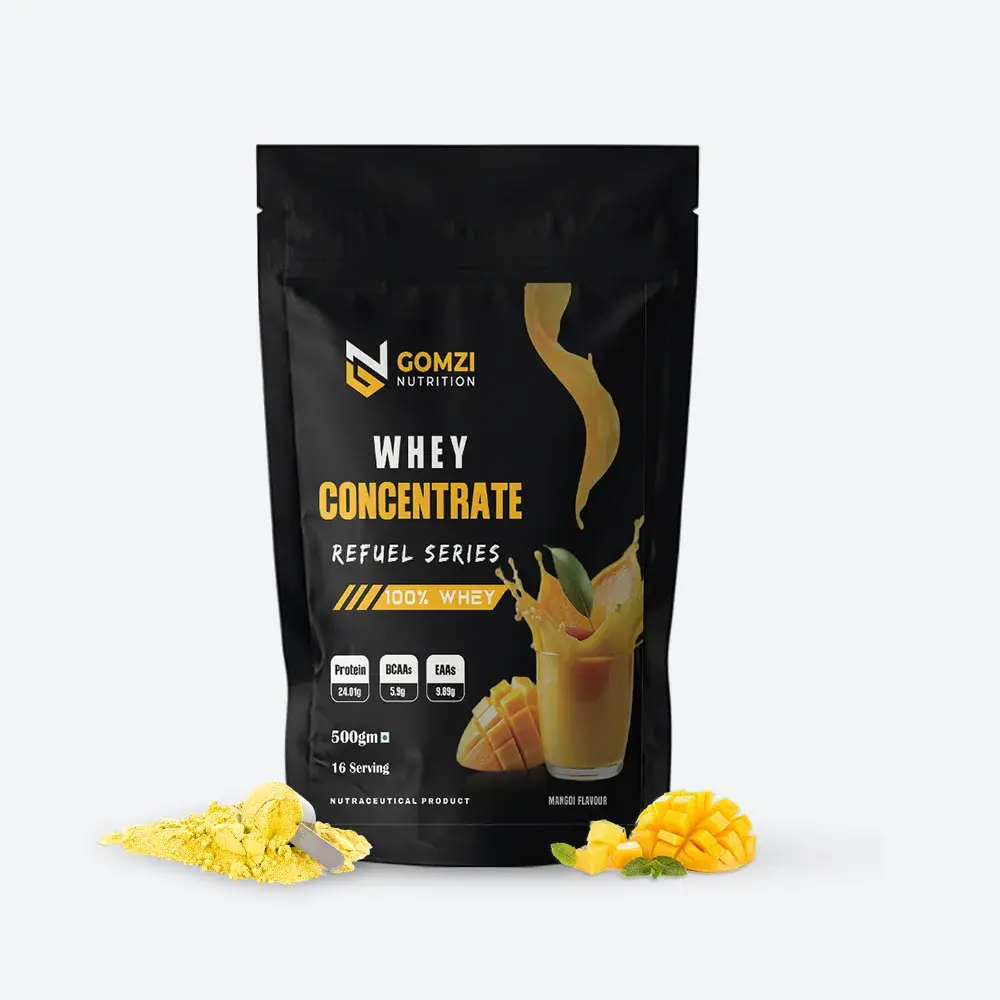 GOMZI
NUTRITION
WHEY
CONCENTRATE
REFUEL SERIES
100% WHEY
Protein BCAAs EAAs
24.01g 5.9g 9.89g
500gm
16 Serving
NUTRACEUTICAL PRODUCT
MANGOI FLAVOUR